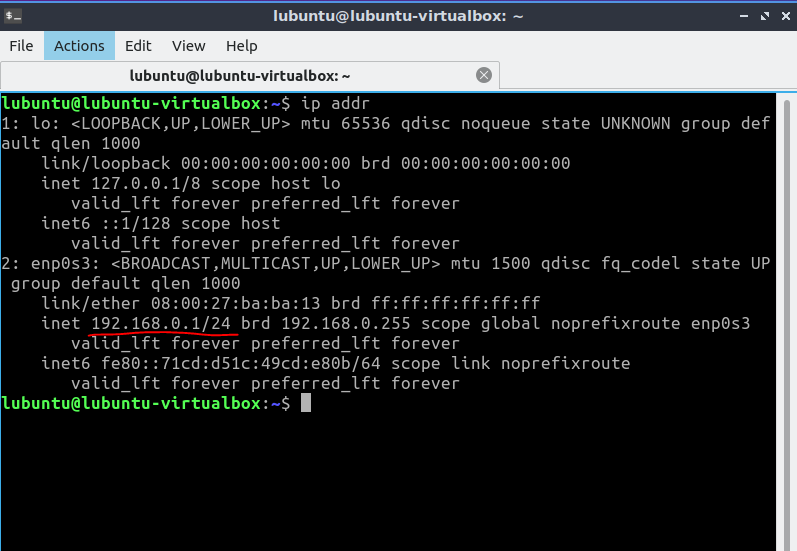 lubuntu@lubuntu-virtualbox: ~
File Actions Edit View Help
lubuntu@lubuntu-virtualbox: ~
lubuntu@lubuntu-virtualbox:~$ ip addr
1: lo: <LOOPBACK,UP,LOWER_UP> mtu 65536 qdisc noqueue state UNKNOWN group def
ault qlen 1000
    link/loopback 00:00:00:00:00:00 brd 00:00:00:00:00:00
    inet 127.0.0.1/8 scope host lo
       valid_lft forever preferred_lft forever
    inet6 ::1/128 scope host
       valid_lft forever preferred_lft forever
2: enp0s3: <BROADCAST,MULTICAST,UP,LOWER_UP> mtu 1500 qdisc fq_codel state UP
 group default qlen 1000
    link/ether 08:00:27:ba:ba:13 brd ff:ff:ff:ff:ff:ff
    inet 192.168.0.1/24 brd 192.168.0.255 scope global noprefixroute enp0s3
       valid_lft forever preferred_lft forever
    inet6 fe80::71cd:d51c:49cd:e80b/64 scope link noprefixroute
       valid_lft forever preferred_lft forever
lubuntu@lubuntu-virtualbox:~$